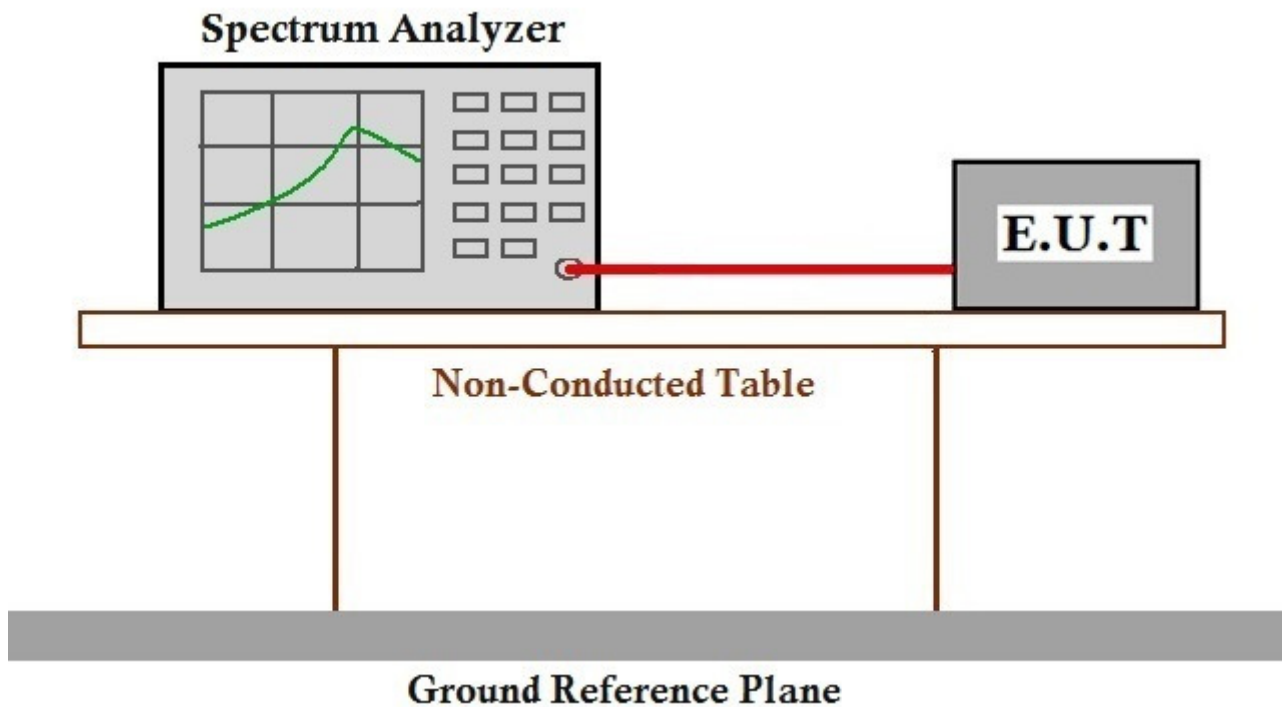 Spectrum Analyzer
E.U.T
Non-Conducted Table
Ground Reference Plane